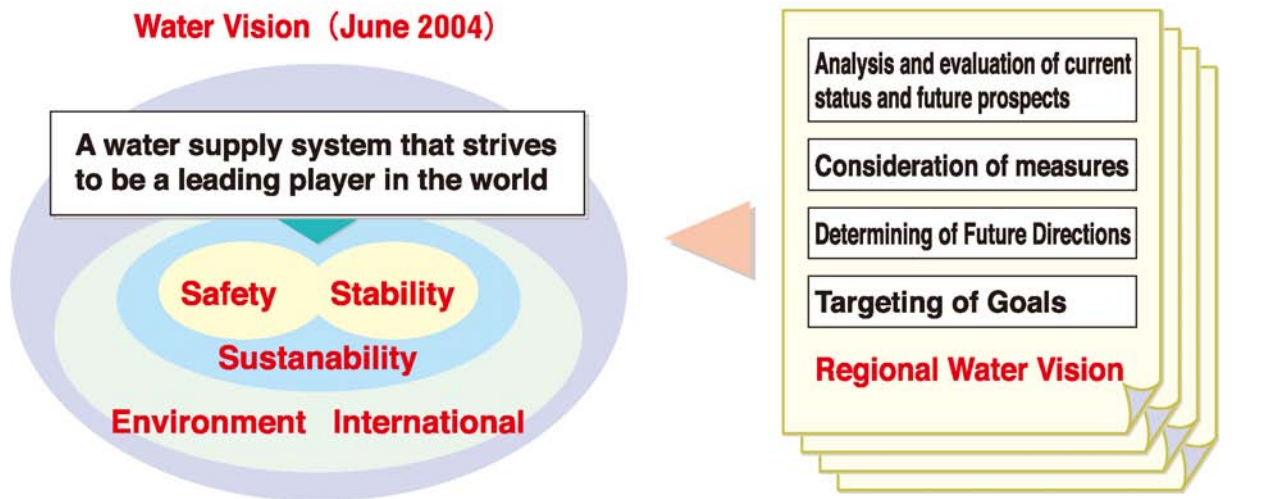 Water Vision（June 2004）
A water supply system that strives
to be a leading player in the world
Safety
Stability
Sustanability
Environment
International
Analysis and evaluation of current
status and future prospects
Consideration of measures
Determining of Future Directions
Targeting of Goals
Regional Water Vision